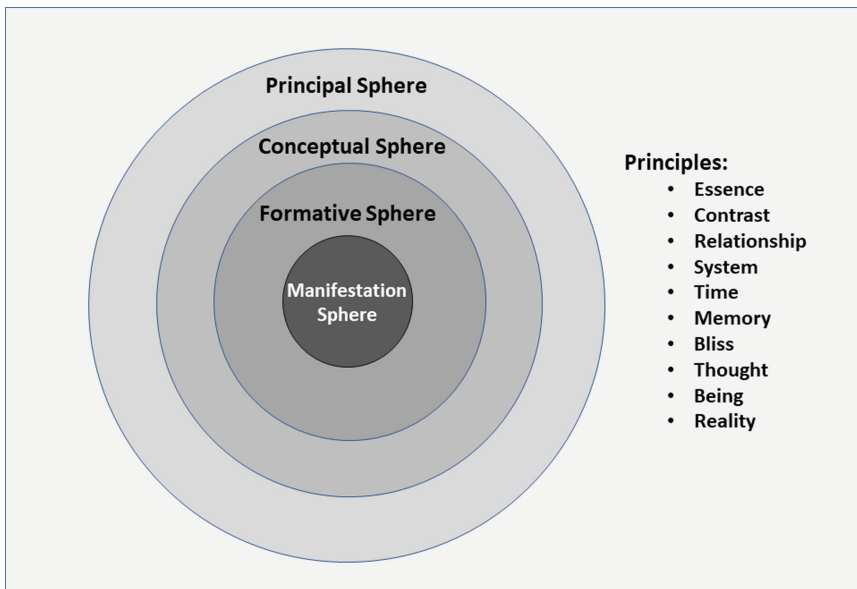 Principal Sphere
Conceptual Sphere
Formative Sphere
Manifestation
Sphere
Principles:
• Essence
• Contrast
• Relationship
• System
• Time
• Memory
• Bliss
• Thought
• Being
• Reality